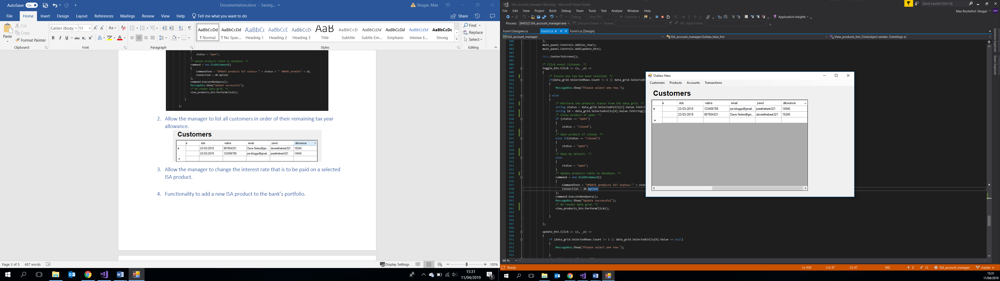 AutoSave On
Documentation.docx - Saving...
Shugar, Max
File Home Insert Design Layout References Mailings Review View Help Tell me what you want to do
Share
Paste
Cut
Copy
Format Painter
Clipboard
Calibri (Body) 11
Font
Paragraph
AaBbCcDd AaBbCcDd AaBbC( AaBbCcE AaBbCcD( AaB AaBbCcD AaBbCcDd AaBbCcDd AaBbCcDd AaBbCcDc
¶ Normal ¶ No Spac... Heading 1 Heading 2 Heading 3 Title Subtitle Subtle Em... Emphasis Intense E... Strong
Styles
Find
Replace
Select
Editing
{
status = "open";
}
/* Update products table in database. */
command = new OleDbCommand()
{
CommandText = "UPDATE products SET status='" + status + "' WHERE prodid=" + id,
Connection = db.myConn
};
command.ExecuteNonQuery();
MessageBox.Show("Update successful");
/* Re render data grid. */
view_products_btn.PerformClick();
}
};
2. Allow the manager to list all customers in order of their remaining tax year
allowance.
Customers
e dob natins email pswd allowance
23/03/2019 987654321 Dave.Notes@gm... daveisthebest321 15240
23/03/2019 123456789 joe.bloggs@gmail... joeisthebest321 14540
3. Allow the manager to change the interest rate that is to be paid on a selected
ISA product.
4. Functionality to add a new ISA product to the bank's portfolio.
Page 3 of 5 687 words
Display Settings
100%
15:31
11/04/2019
ISA_account_manager (Running) - Microsoft Visual Studio
Quick Launch (Ctrl+Q)
File Edit View Project Build Debug Team Tools Test Analyze Window Help
Max Rochefort-Shugar MR
Debug Any CPU Continue
Application Insights
Process: [64552] ISA_account_manager.exe Lifecycle Events Thread: Stack Frame:
Form1.Designer.cs Form1.cs Form1.cs [Design]
ISA_account_manager ISA_account_manager.Outlaw_hess_frm View_products_btn_Click(object sender, EventArgs e)
Solution Explorer
Team Explorer
900 };
901 main_panel.Controls.Add(no_char);
902 main_panel.Controls.Add(update_btn);
903
904 this.CenterToScreen();
905
906 /* Click event listener. */
907 toggle_btn.Click += (s, _e) =>
908 {
909 /* Ensure one row has been selected. */
910 if(data_grid.SelectedRows.Count != 1 || data_grid.SelectedC
911 {
912 MessageBox.Show("Please select one row.");
913
914 } else
915 {
916 /* Retrieve the products status from the data grid. */
917 string status = data_grid.SelectedCells[2].Value.ToStri
918 string id = data_grid.SelectedCells[0].Value.ToString()
919 /* Close product if open. */
920 if (status == "open")
921 {
922 status = "closed";
923 }
924 /* Open product if closed. */
925 else if(status == "closed")
926 {
927 status = "open";
928 }
929 /* Open by default. */
930 else
931 {
932 status = "open";
933 }
934 /* Update products table in database. */
935 command = new OleDbCommand()
936 {
937 CommandText = "UPDATE products SET status='" + stat
938 Connection = db.myConn
939 };
940 command.ExecuteNonQuery();
941 MessageBox.Show("Update successful");
942 /* Re render data grid. */
943 view_products_btn.PerformClick();
944
945 }
946
947 };
948
949 update_btn.Click += (s, _e) =>
950 {
951 if (data_grid.SelectedRows.Count != 1 || data_grid.SelectedCells[0].Value == null)
952 {
953 MessageBox.Show("Please select one row.");
954
955 }
Outlaw Hess
Customers Products Accounts Transactions
Customers
e dob natins email pswd allowance
23/03/2019 123456789 joe.bloggs@gmail... joeisthebest321 14540
23/03/2019 987654321 Dave.Notes@gm... daveisthebest321 15240
88 %
Ready
Ln 938 Col 47 Ch 47 INS 0 12 ISA_account_manager master
15:31
11/04/2019